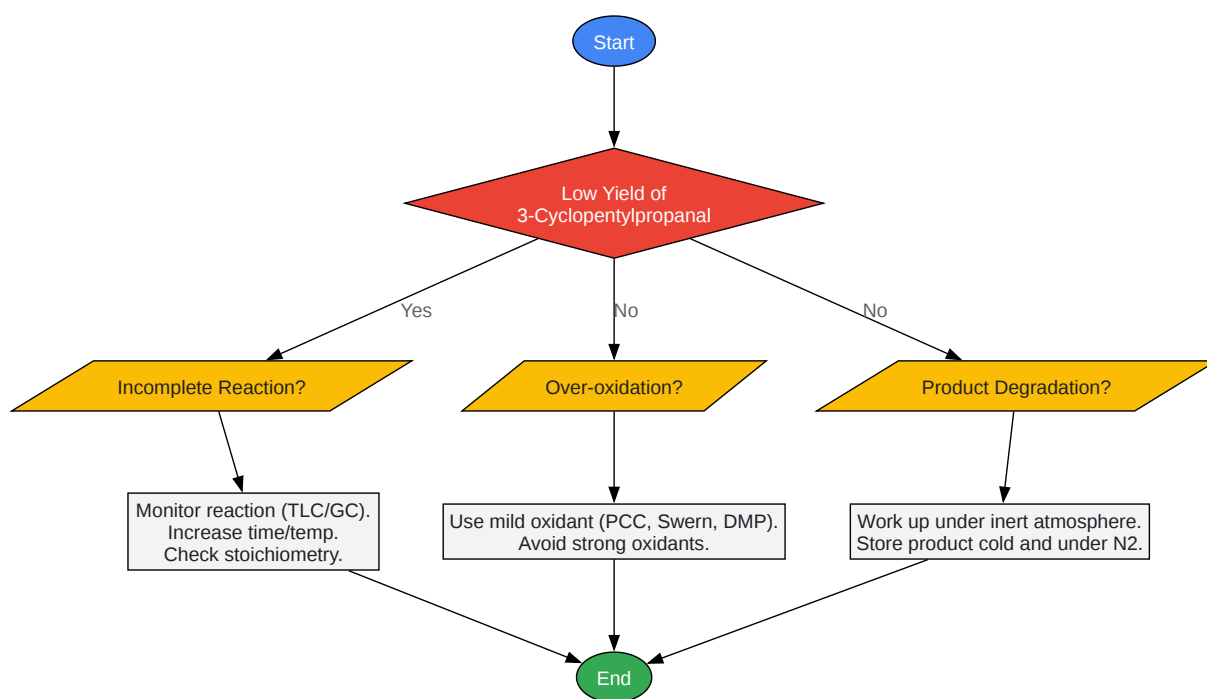 Start
Low Yield of
3-Cyclopentylpropanal
Yes
No
No
Incomplete Reaction?
Over-oxidation?
Product Degradation?
Monitor reaction (TLC/GC).
Increase time/temp.
Check stoichiometry.
Use mild oxidant (PCC, Swern, DMP).
Avoid strong oxidants.
Work up under inert atmosphere.
Store product cold and under N2.
End